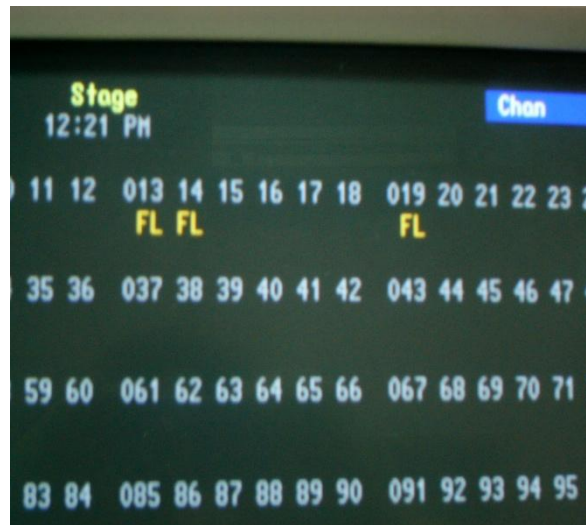 Stage
12:21 PM
Chan
11 12 013 14 15 16 17 18 019 20 21 22 23
FL FL FL
35 36 037 38 39 40 41 42 043 44 45 46 47
59 60 061 62 63 64 65 66 067 68 69 70 71
83 84 085 86 87 88 89 90 091 92 93 94 95